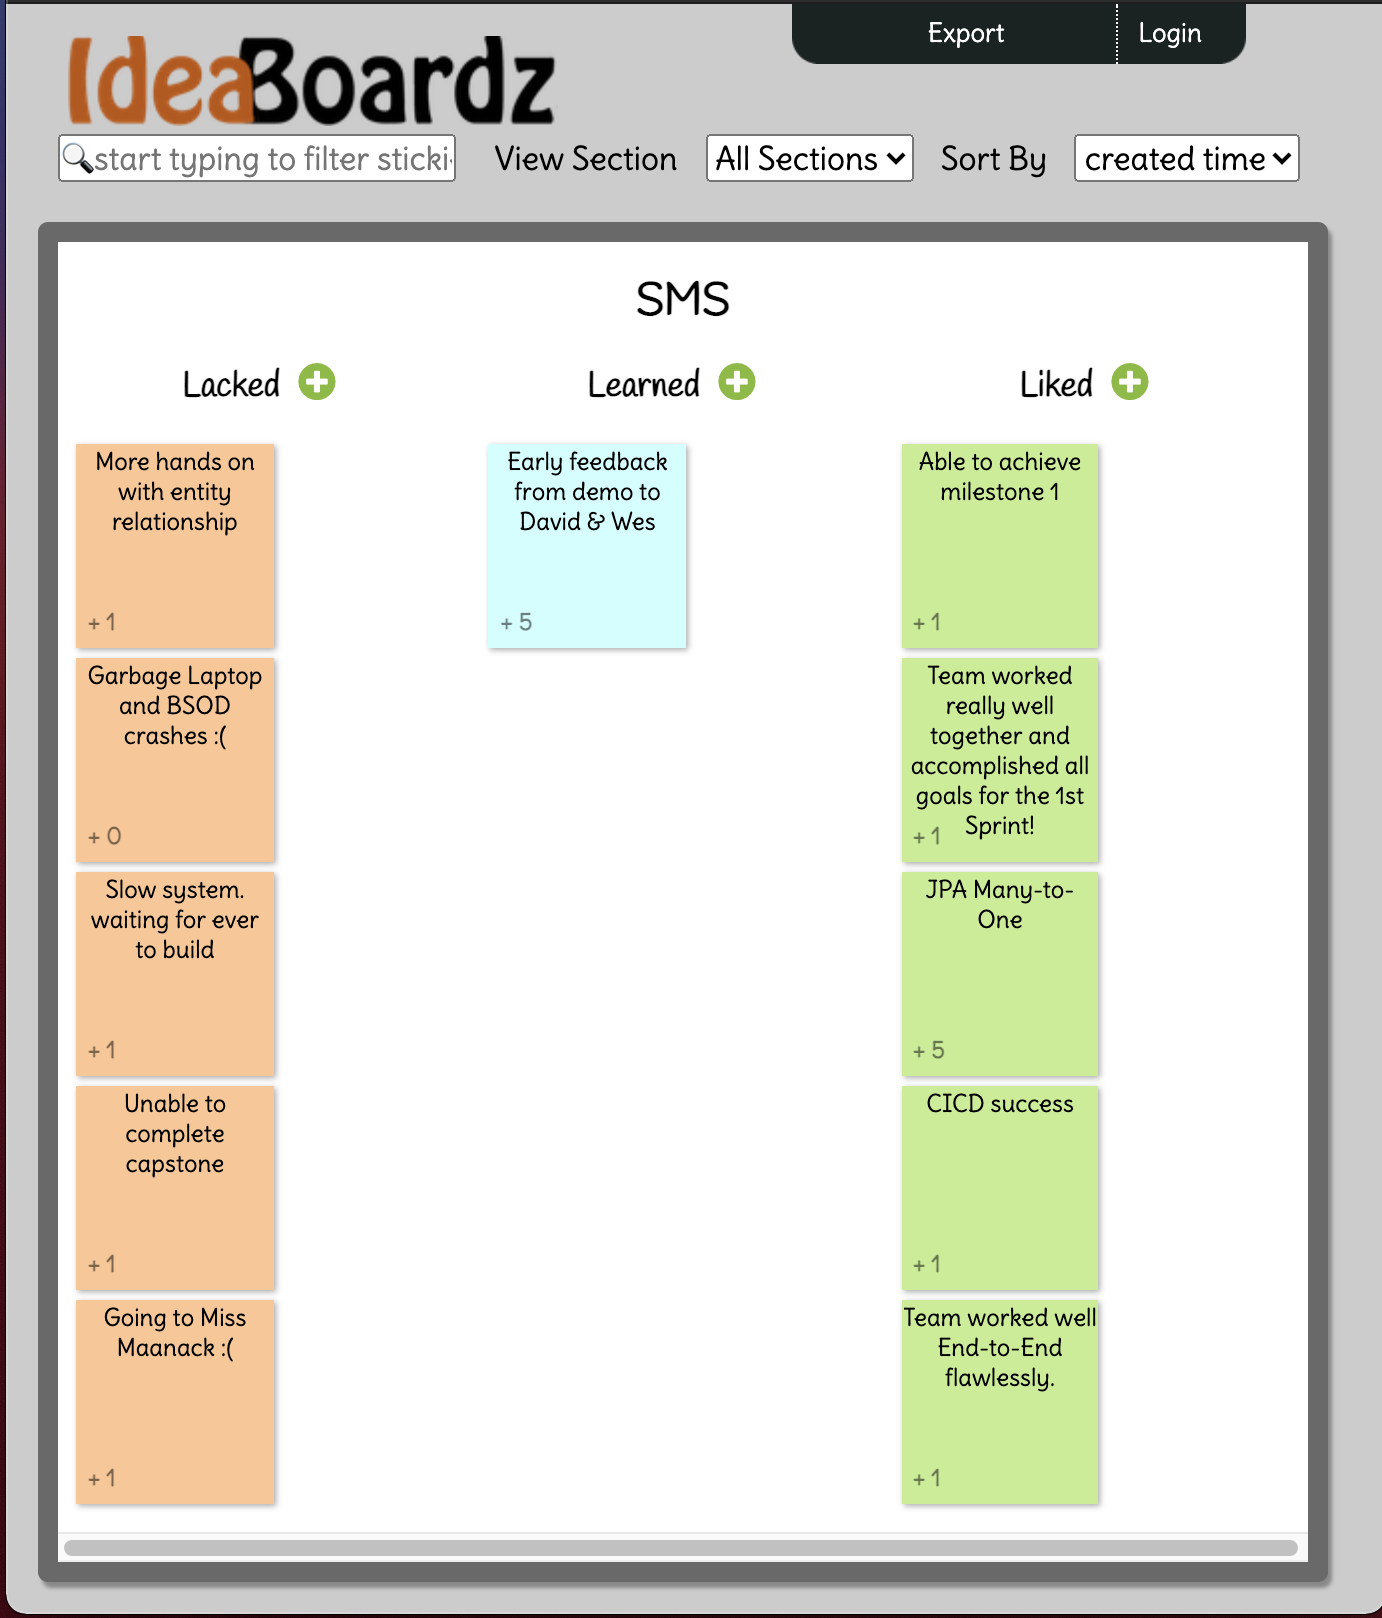 IdeaBoardz
Export
Login
start typing to filter sticki
View Section
All Sections
Sort By
created time
SMS
Lacked
Learned
Liked
More hands on
with entity
relationship
+ 1
Garbage Laptop
and BSOD
crashes :(
+ 0
Slow system.
waiting for ever
to build
+ 1
Unable to
complete
capstone
+ 1
Going to Miss
Maanack :(
+ 1
Early feedback
from demo to
David & Wes
+ 5
Able to achieve
milestone 1
+ 1
Team worked
really well
together and
accomplished all
goals for the 1st
Sprint!
+ 1
JPA Many-to-
One
+ 5
CICD success
+ 1
Team worked well
End-to-End
flawlessly.
+ 1